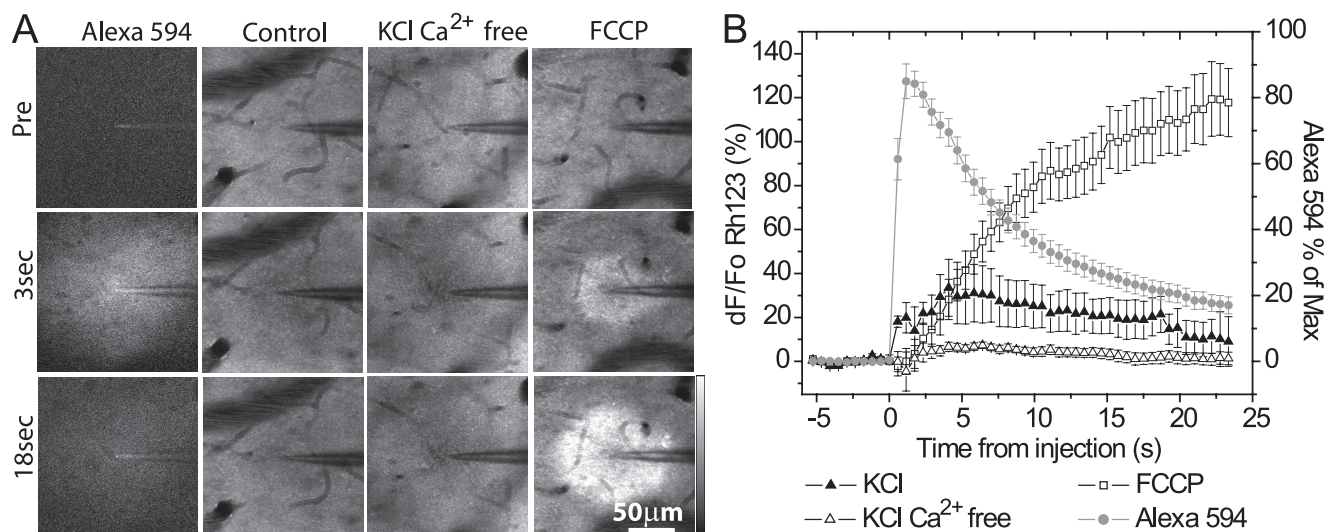 A
Alexa 594 Control KCl Ca²⁺ free FCCP
Pre
3sec
18sec
50μm
B
dF/Fo Rh123 (%)
140
120
100
80
60
40
20
0
-5 0 5 10 15 20 25
Time from injection (s)
100
80
60
40
20
0
Alexa 594 % of Max
KCl FCCP
KCl Ca²⁺ free Alexa 594